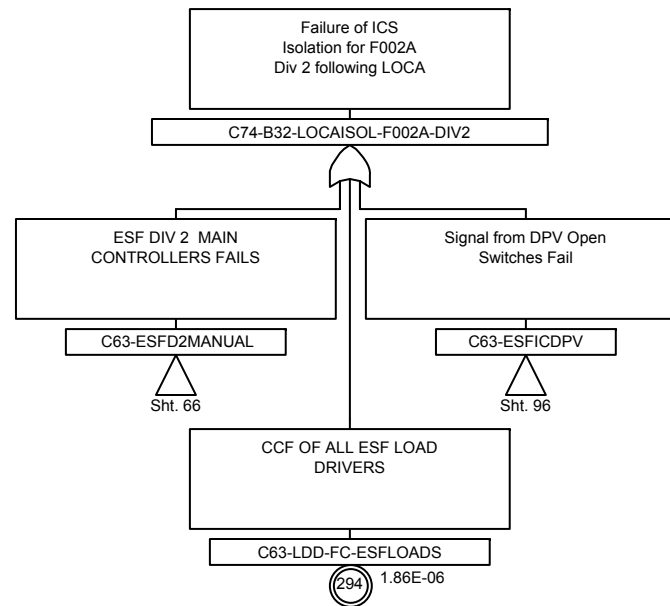 Failure of ICS
Isolation for F002A
Div 2 following LOCA
C74-B32-LOCAISOL-F002A-DIV2
ESF DIV 2 MAIN
CONTROLLERS FAILS
C63-ESFD2MANUAL
Sht. 66
Signal from DPV Open
Switches Fail
C63-ESFICDPV
Sht. 96
CCF OF ALL ESF LOAD
DRIVERS
C63-LDD-FC-ESFLOADS
294
1.86E-06